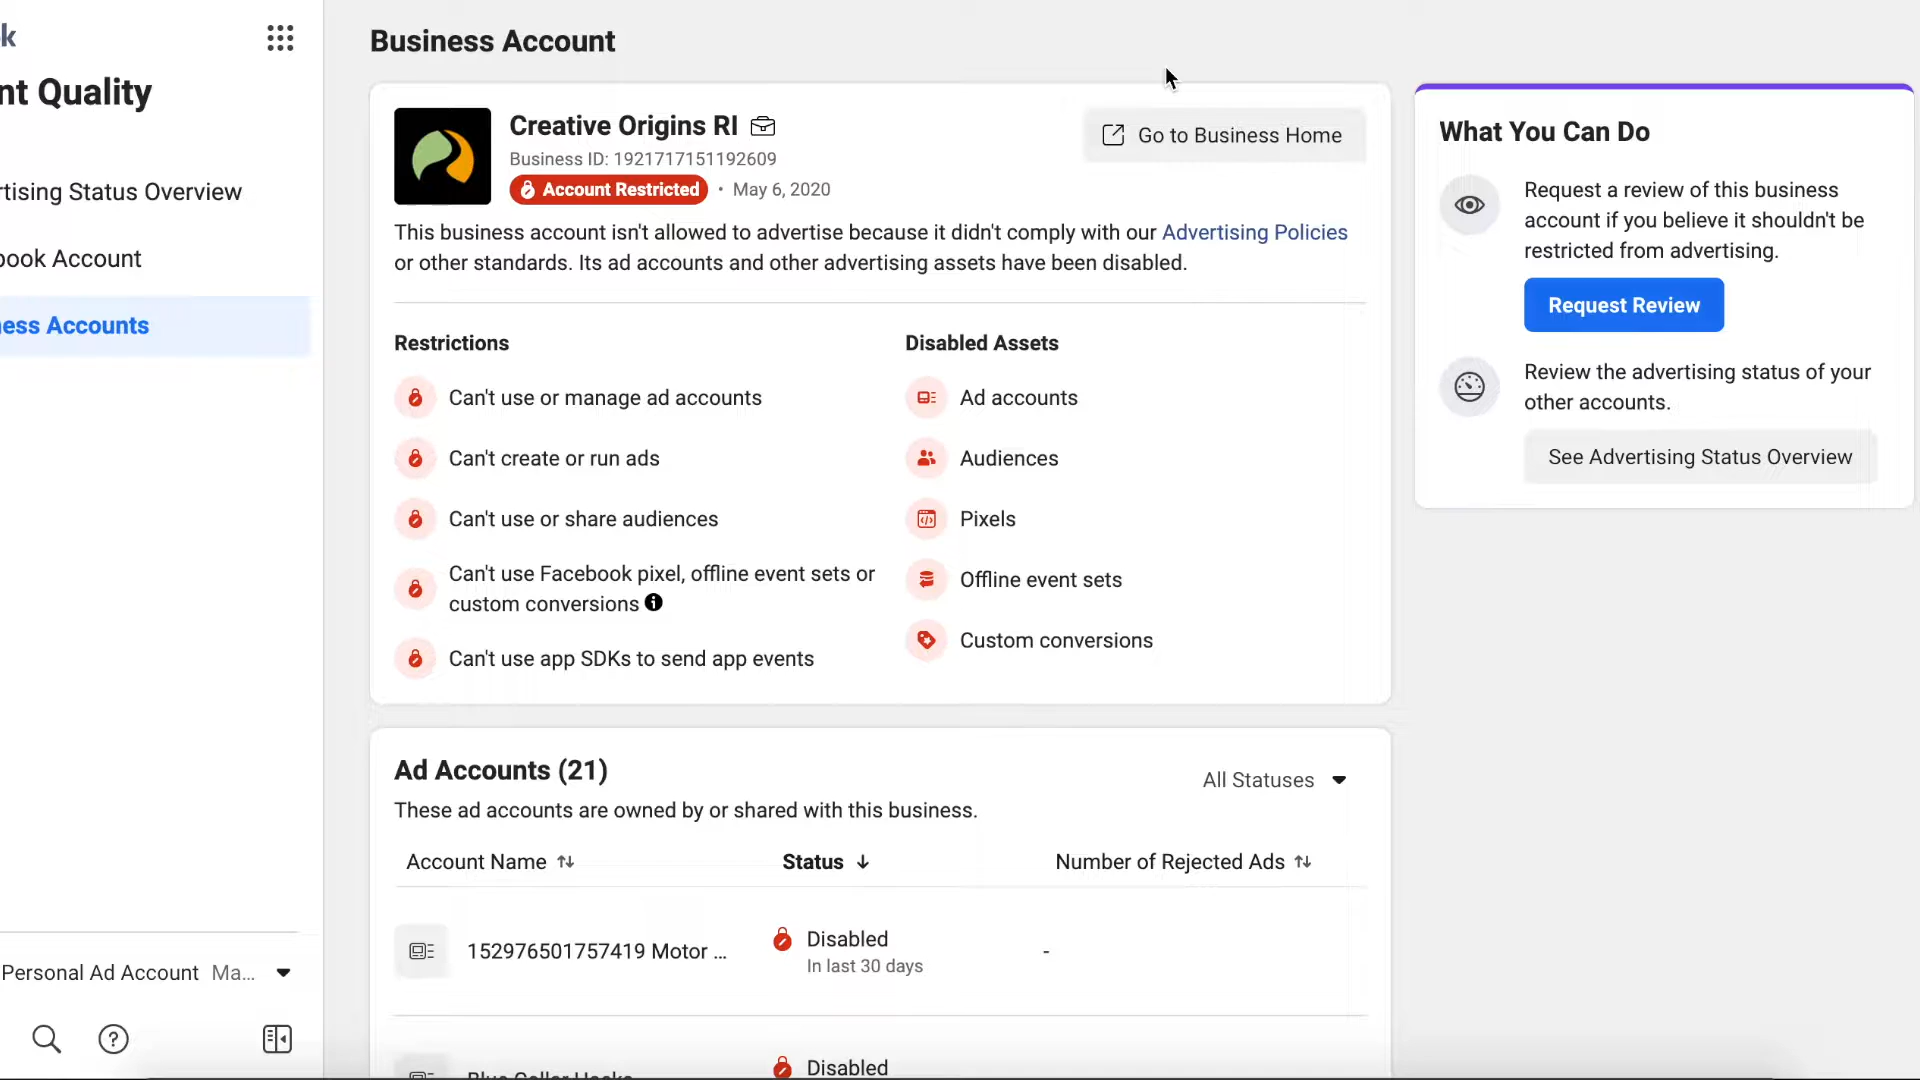 k
nt Quality
rtising Status Overview
book Account
ness Accounts
Personal Ad Account Ma...
Business Account
Creative Origins RI
Business ID: 1921717151192609
Account Restricted • May 6, 2020
Go to Business Home
This business account isn't allowed to advertise because it didn't comply with our Advertising Policies
or other standards. Its ad accounts and other advertising assets have been disabled.
Restrictions
Can't use or manage ad accounts
Can't create or run ads
Can't use or share audiences
Can't use Facebook pixel, offline event sets or
custom conversions
Can't use app SDKs to send app events
Disabled Assets
Ad accounts
Audiences
Pixels
Offline event sets
Custom conversions
Ad Accounts (21)
All Statuses
These ad accounts are owned by or shared with this business.
Account Name Status Number of Rejected Ads
152976501757419 Motor ... Disabled -
In last 30 days
Blue Collar Hooks Disabled
What You Can Do
Request a review of this business
account if you believe it shouldn't be
restricted from advertising.
Request Review
Review the advertising status of your
other accounts.
See Advertising Status Overview